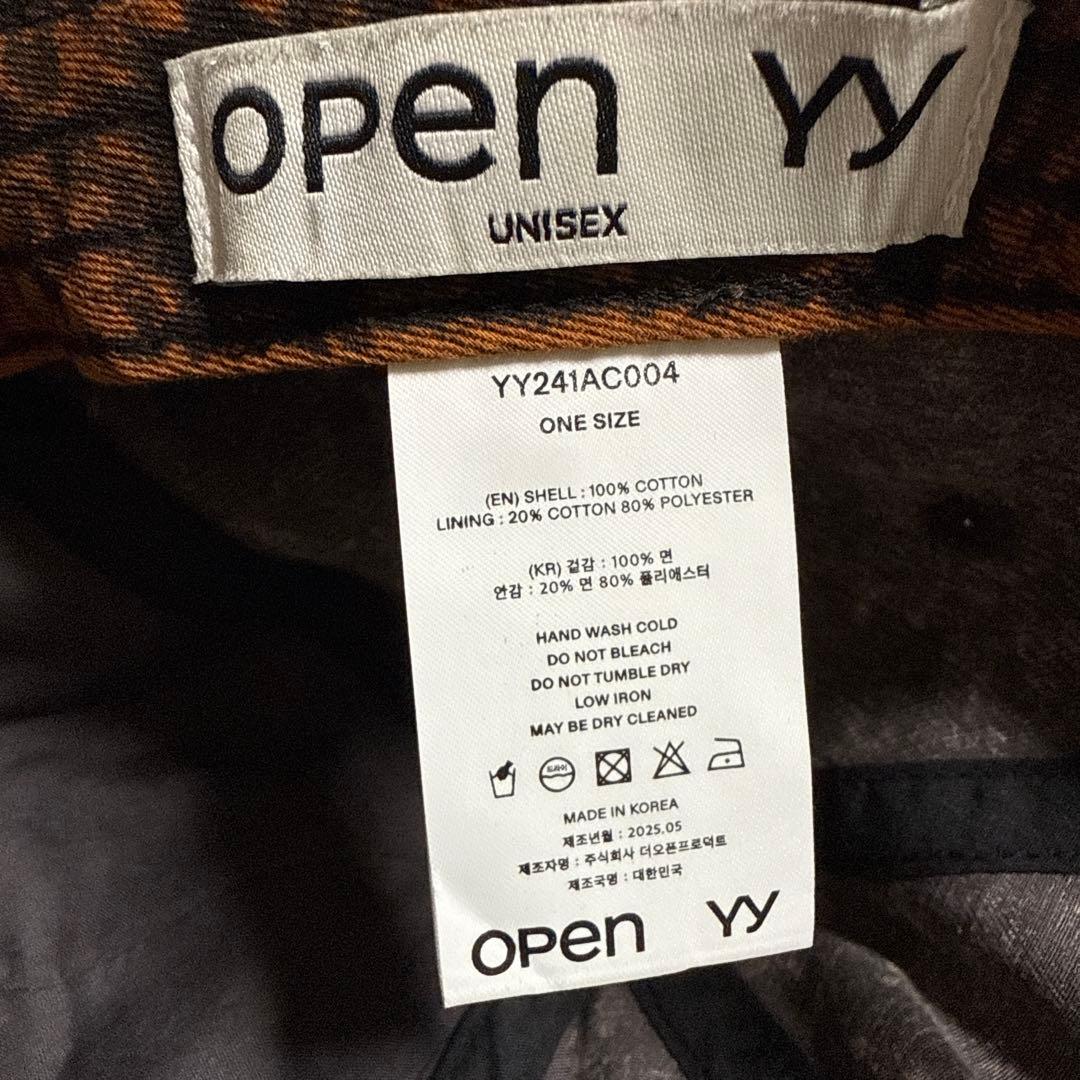 open YY
UNISEX
YY241AC004
ONE SIZE
(EN) SHELL : 100% COTTON
LINING : 20% COTTON 80% POLYESTER
(KR) 겉감 : 100% 면
안감 : 20% 면 80% 폴리애스터
HAND WASH COLD
DO NOT BLEACH
DO NOT TUMBLE DRY
LOW IRON
MAY BE DRY CLEANED
드라이
MADE IN KOREA
제조년월 : 2025.05
제조자명 : 주식회사 더오픈프로덕트
제조국명 : 대한민국
open YY